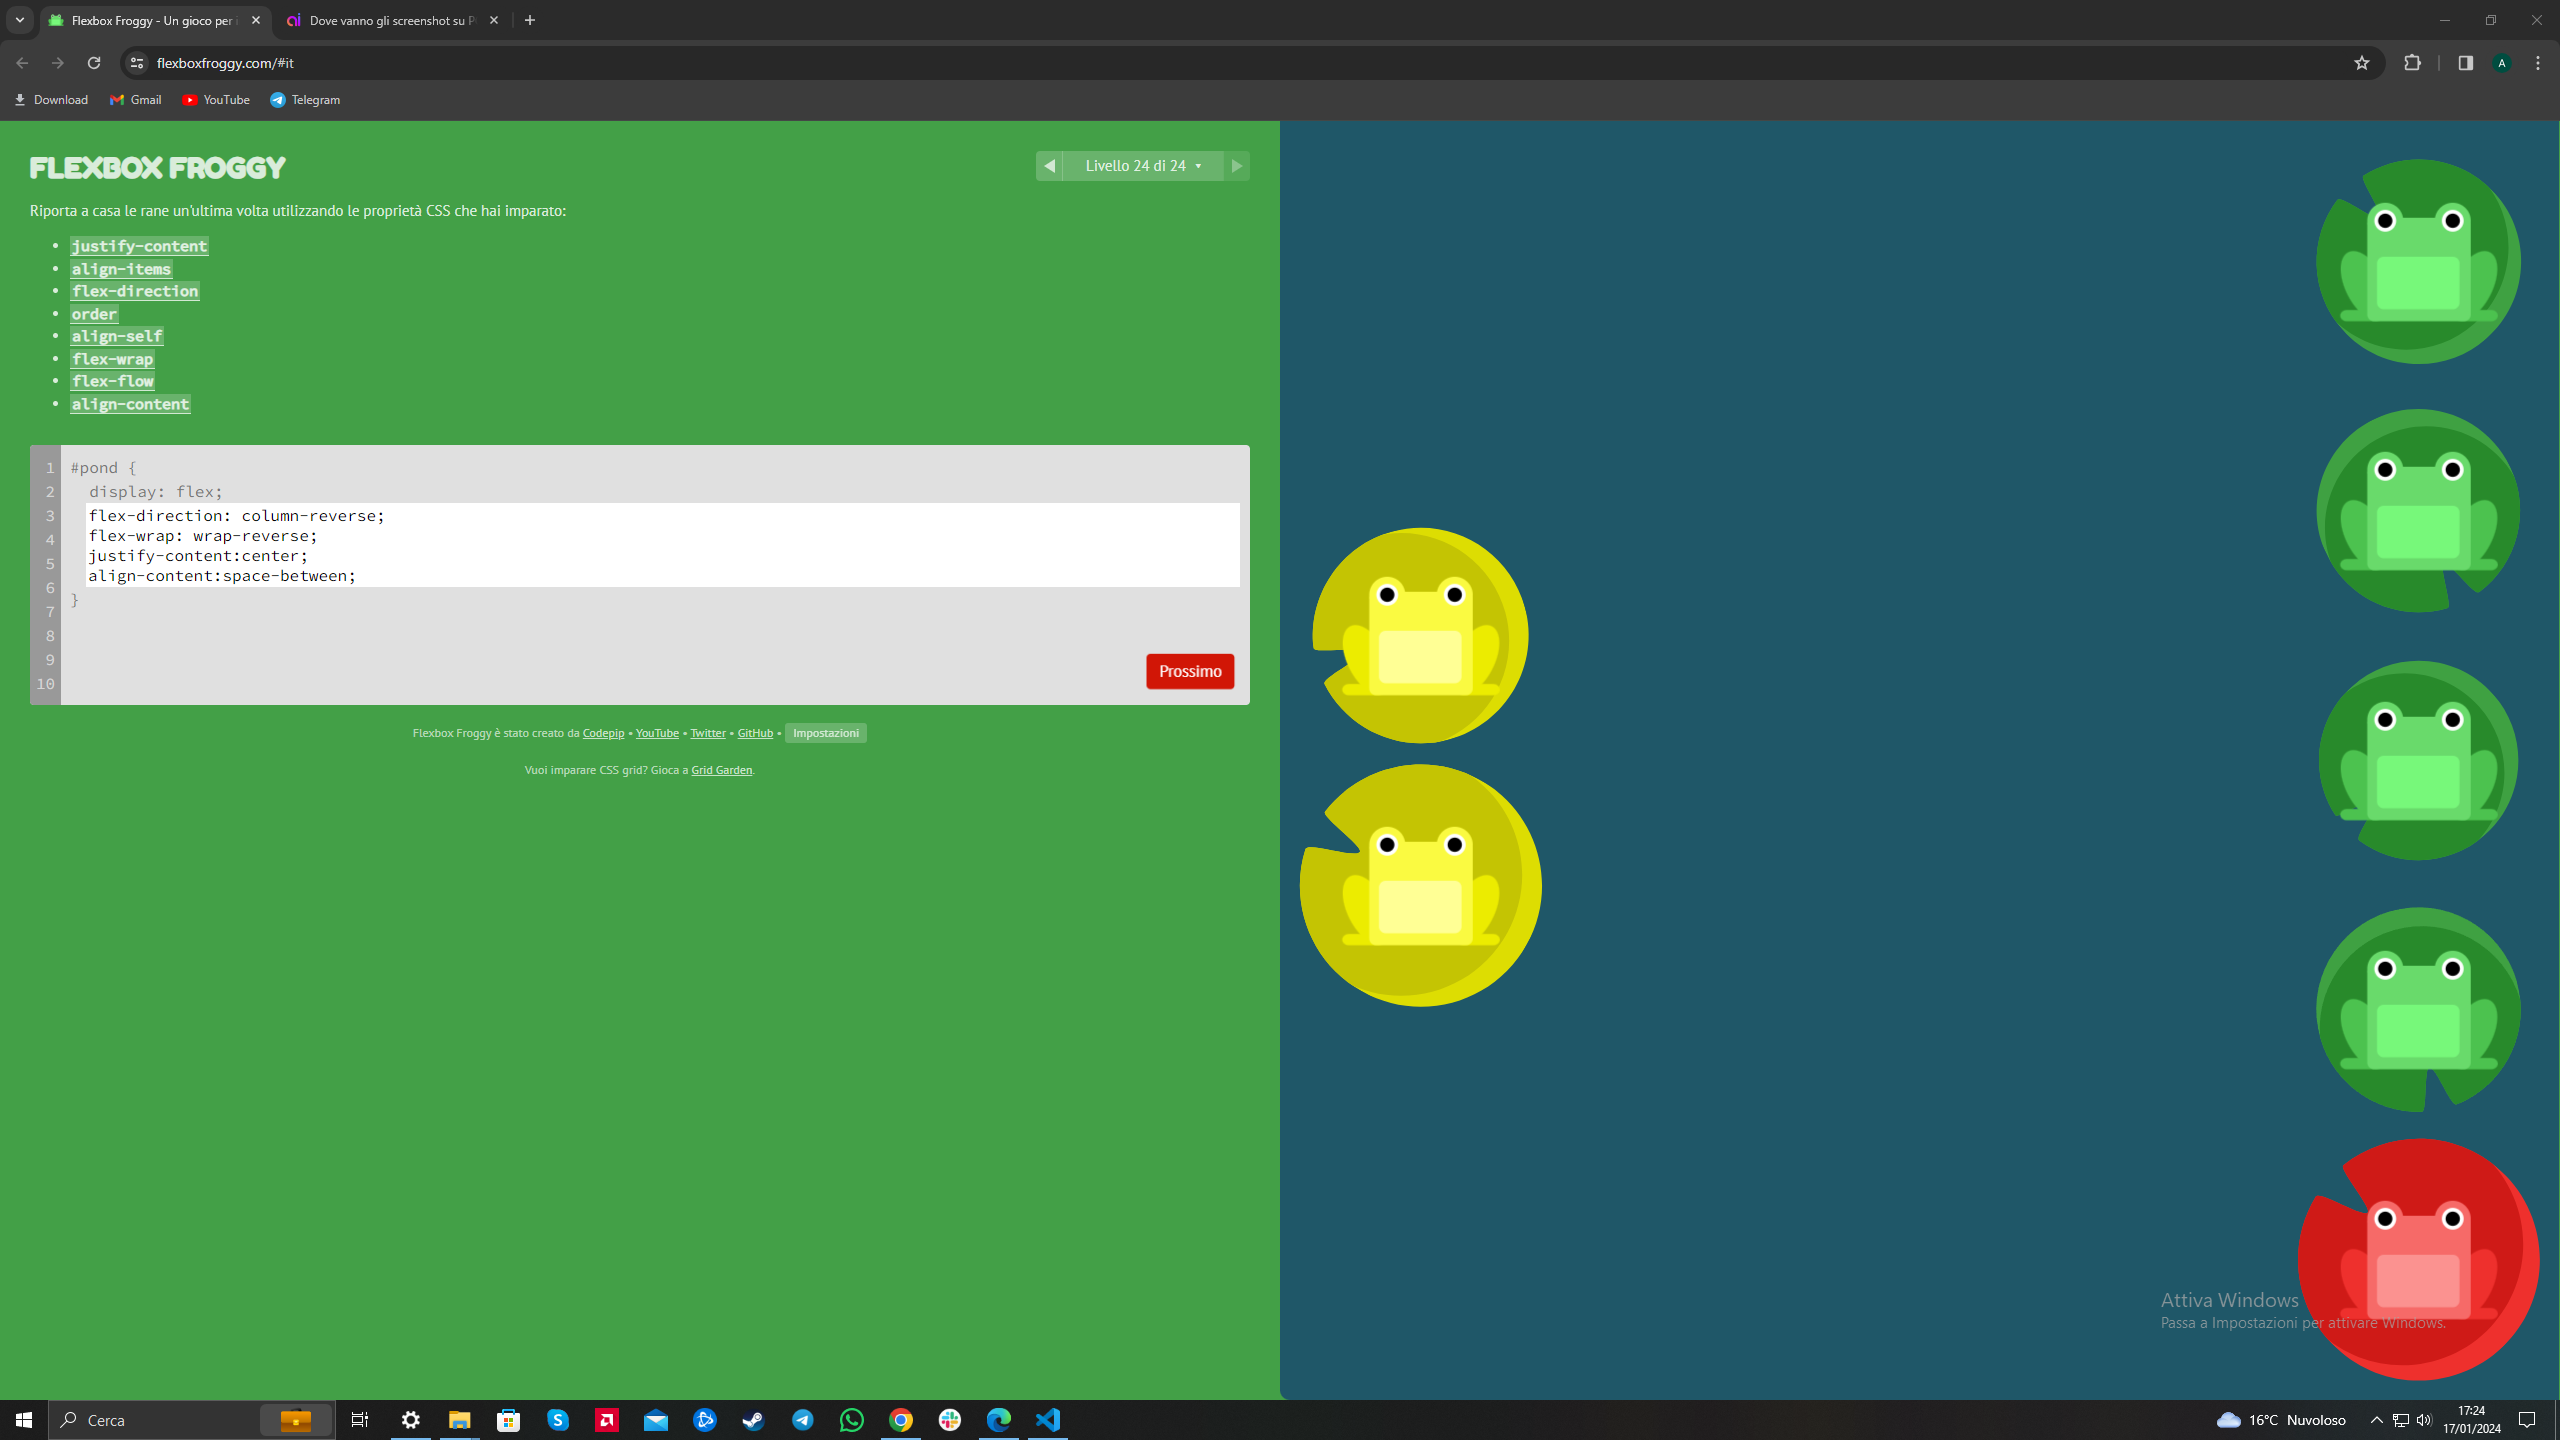 Flexbox Froggy - Un gioco per i
Dove vanno gli screenshot su P
flexboxfroggy.com/#it
A
Download
Gmail
YouTube
Telegram
FLEXBOX FROGGY
Livello 24 di 24
Riporta a casa le rane un'ultima volta utilizzando le proprietà CSS che hai imparato:
• justify-content
• align-items
• flex-direction
• order
• align-self
• flex-wrap
• flex-flow
• align-content
1 #pond {
2 display: flex;
3 flex-direction: column-reverse;
4 flex-wrap: wrap-reverse;
5 justify-content:center;
6 align-content:space-between;
7 }
8
9
10
Prossimo
Flexbox Froggy è stato creato da Codepip • YouTube • Twitter • GitHub • Impostazioni
Vuoi imparare CSS grid? Gioca a Grid Garden.
Attiva Windows
Passa a Impostazioni per attivare Windows.
Cerca
16°C Nuvoloso
17:24
17/01/2024